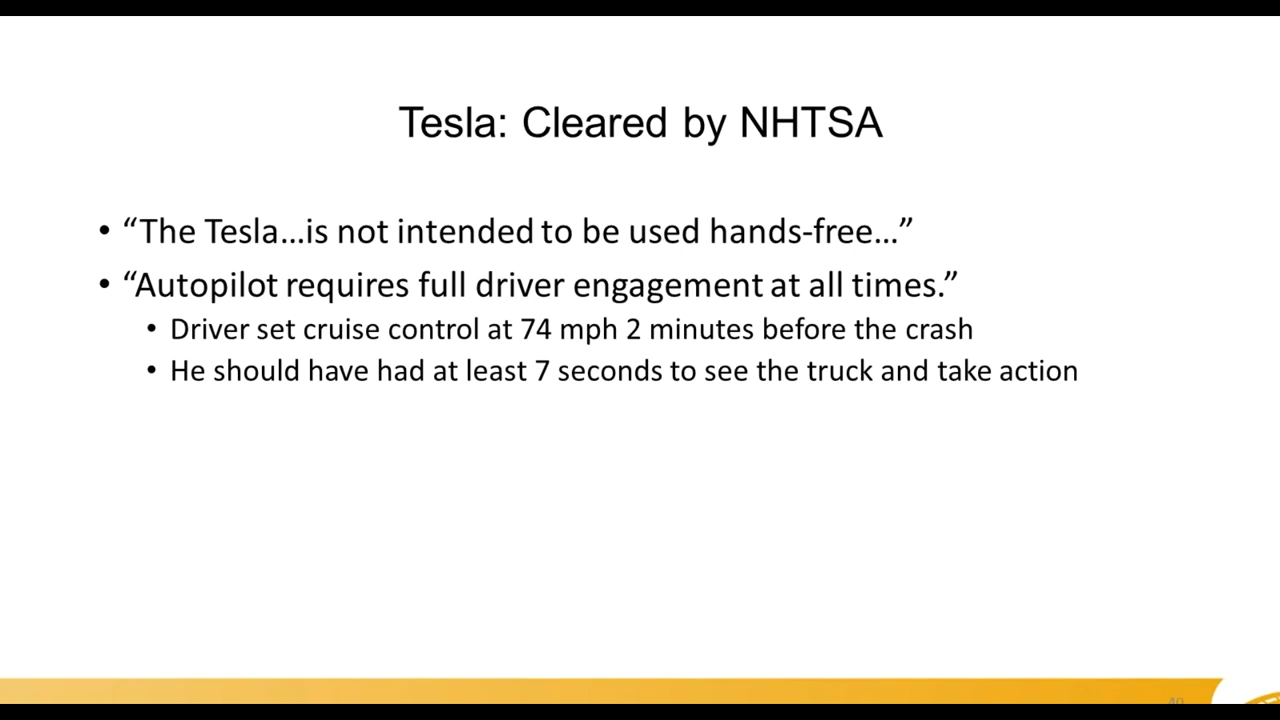 Tesla: Cleared by NHTSA
• “The Tesla…is not intended to be used hands-free…”
• “Autopilot requires full driver engagement at all times.”
• Driver set cruise control at 74 mph 2 minutes before the crash
• He should have had at least 7 seconds to see the truck and take action